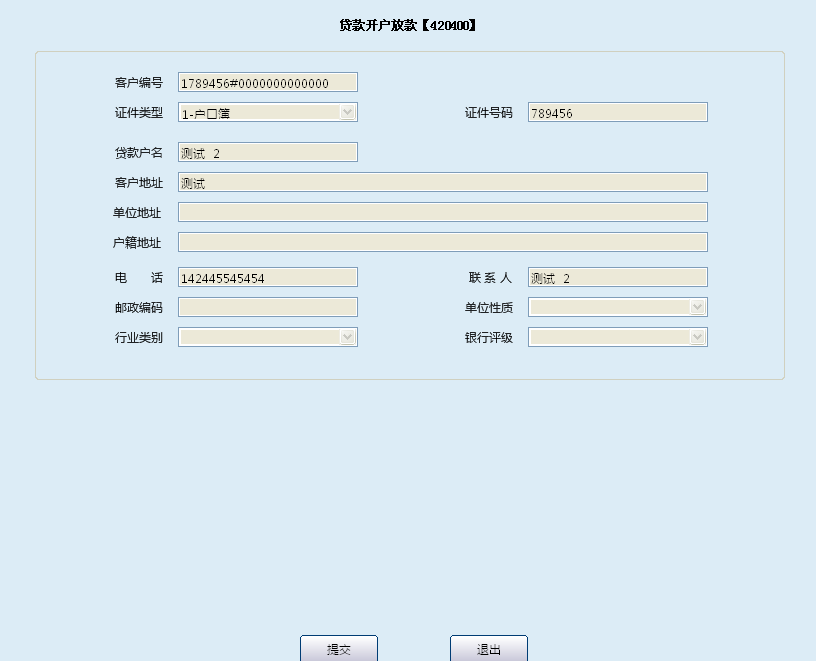 贷款开户放款【420400】
客户编号 1789456#0000000000000
证件类型 1-户口簿 证件号码 789456
贷款户名 测试 2
客户地址 测试
单位地址
户籍地址
电 话 142445545454 联系人 测试 2
邮政编码 单位性质
行业类别 银行评级
提交 退出